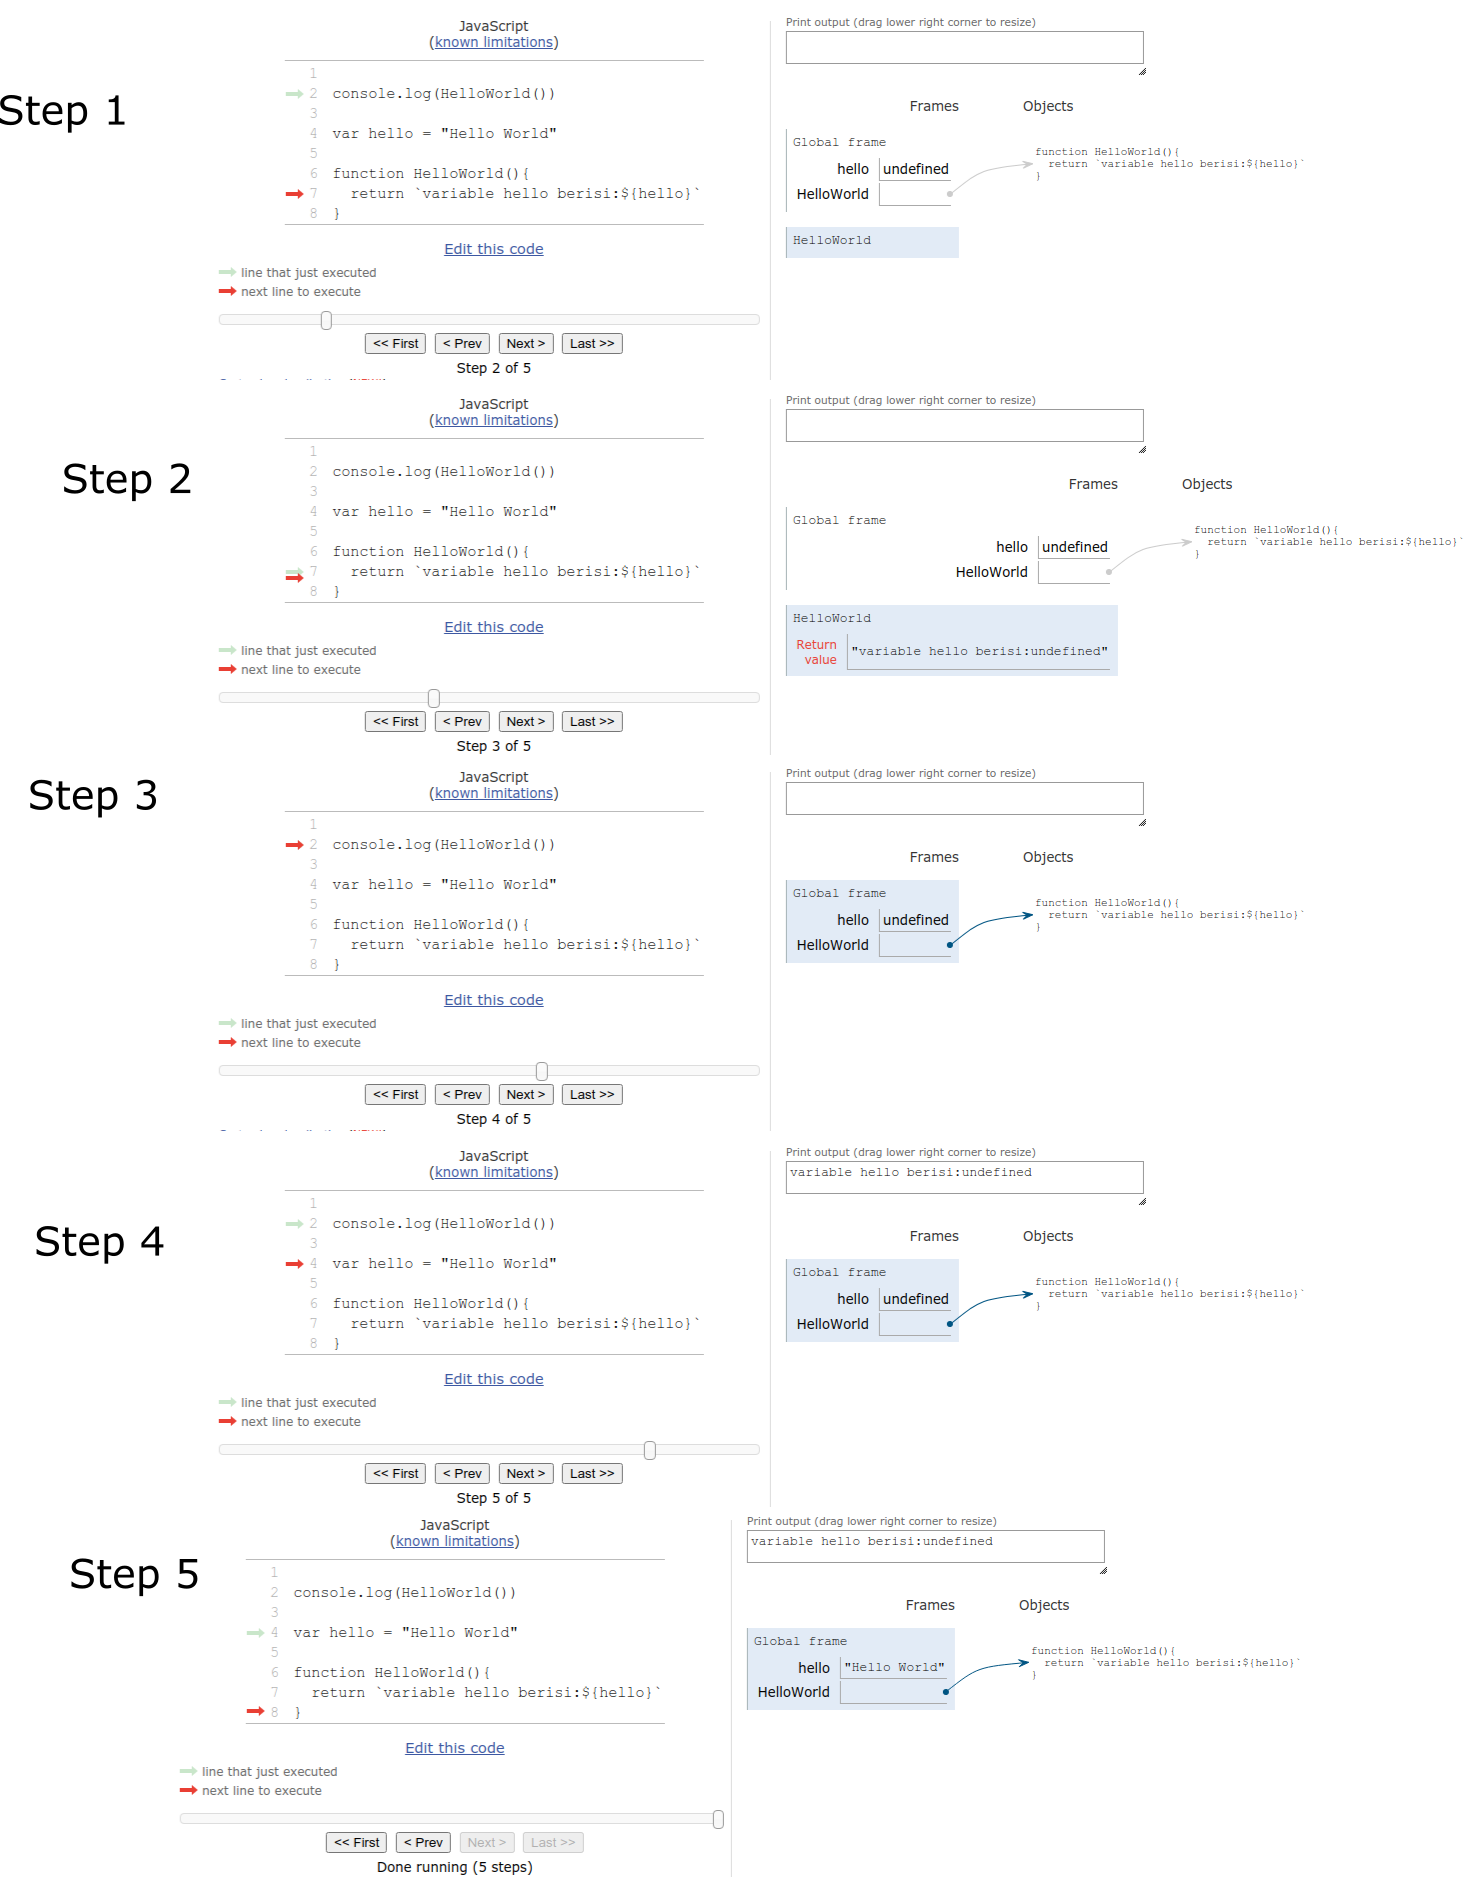 Step 1
JavaScript
(known limitations)
1
2 console.log(HelloWorld())
3
4 var hello = "Hello World"
5
6 function HelloWorld(){
7 return `variable hello berisi:${hello}`
8 }
Edit this code
line that just executed
next line to execute
<< First < Prev Next > Last >>
Step 2 of 5
Print output (drag lower right corner to resize)
Frames Objects
Global frame
hello undefined
HelloWorld
function HelloWorld(){
return `variable hello berisi:${hello}`
}
HelloWorld
Step 2
JavaScript
(known limitations)
1
2 console.log(HelloWorld())
3
4 var hello = "Hello World"
5
6 function HelloWorld(){
7 return `variable hello berisi:${hello}`
8 }
Edit this code
line that just executed
next line to execute
<< First < Prev Next > Last >>
Step 3 of 5
Print output (drag lower right corner to resize)
Frames Objects
Global frame
hello undefined
HelloWorld
function HelloWorld(){
return `variable hello berisi:${hello}`
}
HelloWorld
Return
value "variable hello berisi:undefined"
Step 3
JavaScript
(known limitations)
1
2 console.log(HelloWorld())
3
4 var hello = "Hello World"
5
6 function HelloWorld(){
7 return `variable hello berisi:${hello}`
8 }
Edit this code
line that just executed
next line to execute
<< First < Prev Next > Last >>
Step 4 of 5
Print output (drag lower right corner to resize)
Frames Objects
Global frame
hello undefined
HelloWorld
function HelloWorld(){
return `variable hello berisi:${hello}`
}
Step 4
JavaScript
(known limitations)
1
2 console.log(HelloWorld())
3
4 var hello = "Hello World"
5
6 function HelloWorld(){
7 return `variable hello berisi:${hello}`
8 }
Edit this code
line that just executed
next line to execute
<< First < Prev Next > Last >>
Step 5 of 5
Print output (drag lower right corner to resize)
variable hello berisi:undefined
Frames Objects
Global frame
hello undefined
HelloWorld
function HelloWorld(){
return `variable hello berisi:${hello}`
}
Step 5
JavaScript
(known limitations)
1
2 console.log(HelloWorld())
3
4 var hello = "Hello World"
5
6 function HelloWorld(){
7 return `variable hello berisi:${hello}`
8 }
Edit this code
line that just executed
next line to execute
<< First < Prev Next > Last >>
Done running (5 steps)
Print output (drag lower right corner to resize)
variable hello berisi:undefined
Frames Objects
Global frame
hello "Hello World"
HelloWorld
function HelloWorld(){
return `variable hello berisi:${hello}`
}